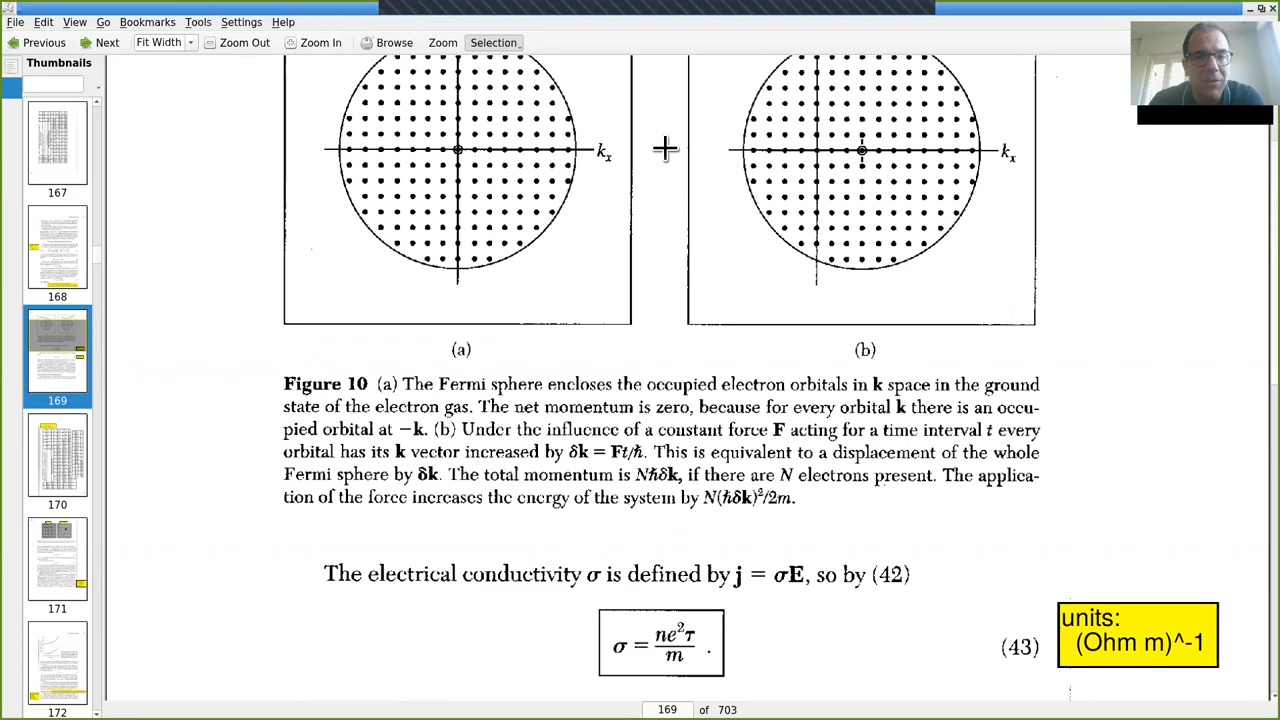 File Edit View Go Bookmarks Tools Settings Help
Previous Next Fit Width Zoom Out Zoom In Browse Zoom Selection
Thumbnails
167
168
169
170
171
172
kx
kx
(a)
(b)
Figure 10 (a) The Fermi sphere encloses the occupied electron orbitals in k space in the ground
state of the electron gas. The net momentum is zero, because for every orbital k there is an occu-
pied orbital at −k. (b) Under the influence of a constant force F acting for a time interval t every
orbital has its k vector increased by δk = Ft/ℏ. This is equivalent to a displacement of the whole
Fermi sphere by δk. The total momentum is Nℏδk, if there are N electrons present. The applica-
tion of the force increases the energy of the system by N(ℏδk)²/2m.
The electrical conductivity σ is defined by j = σE, so by (42)
σ = ne²τ/m .
(43)
units:
(Ohm m)^-1
169 of 703